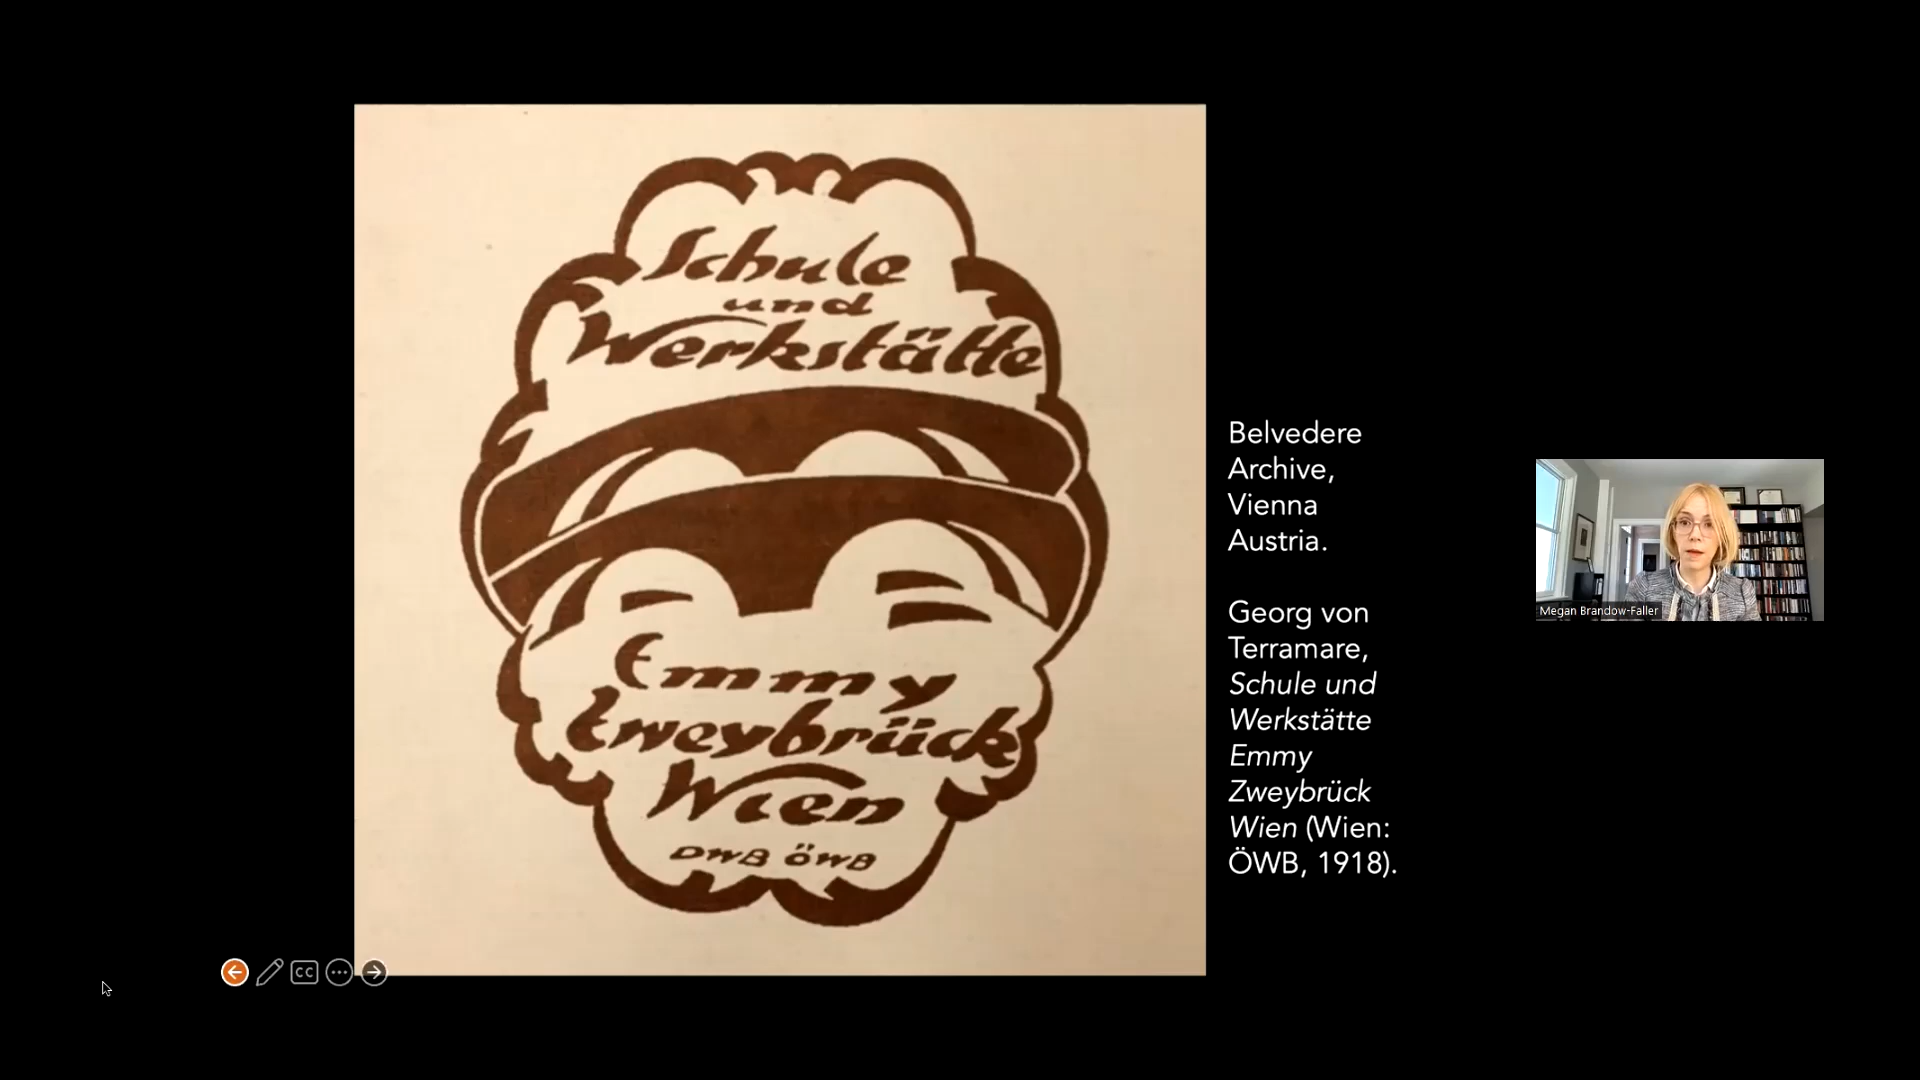 Schule
und
Werkstätte
Emmy
Zweybrück
Wien
DWB ÖWB
Belvedere
Archive,
Vienna
Austria.
Georg von
Terramare,
Schule und
Werkstätte
Emmy
Zweybrück
Wien (Wien:
ÖWB, 1918).
Megan Brandow-Faller
CC